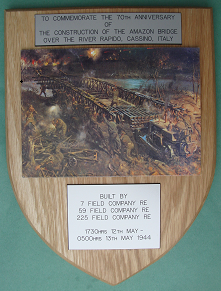 TO COMMEMORATE THE 70TH ANNIVERSARY
OF
THE CONSTRUCTION OF THE AMAZON BRIDGE
OVER THE RIVER RAPIDO, CASSINO, ITALY
BUILT BY
7 FIELD COMPANY RE
59 FIELD COMPANY RE
225 FIELD COMPANY RE
1730HRS 12TH MAY -
0500HRS 13TH MAY 1944